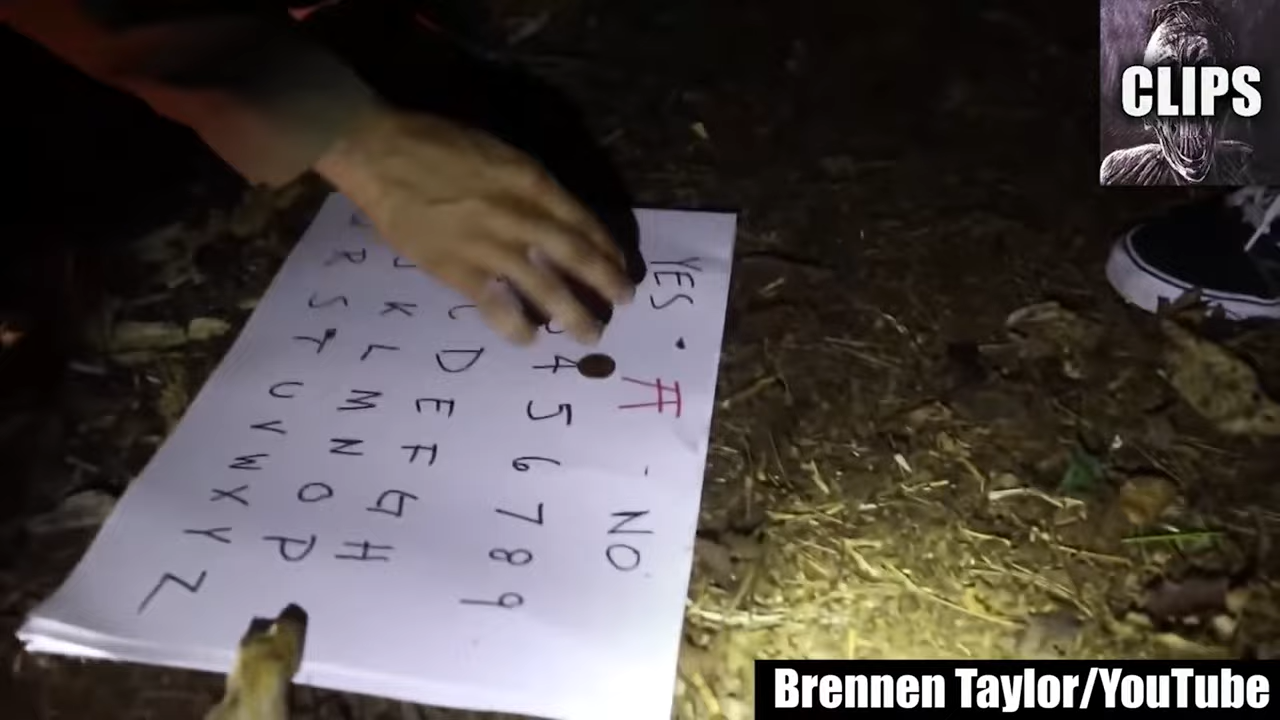 CLIPS
YES • - NO
4 5 6 7 8 9
C D E F G H
J K L M N O P
R S T U V W X Y Z
Brennen Taylor/YouTube